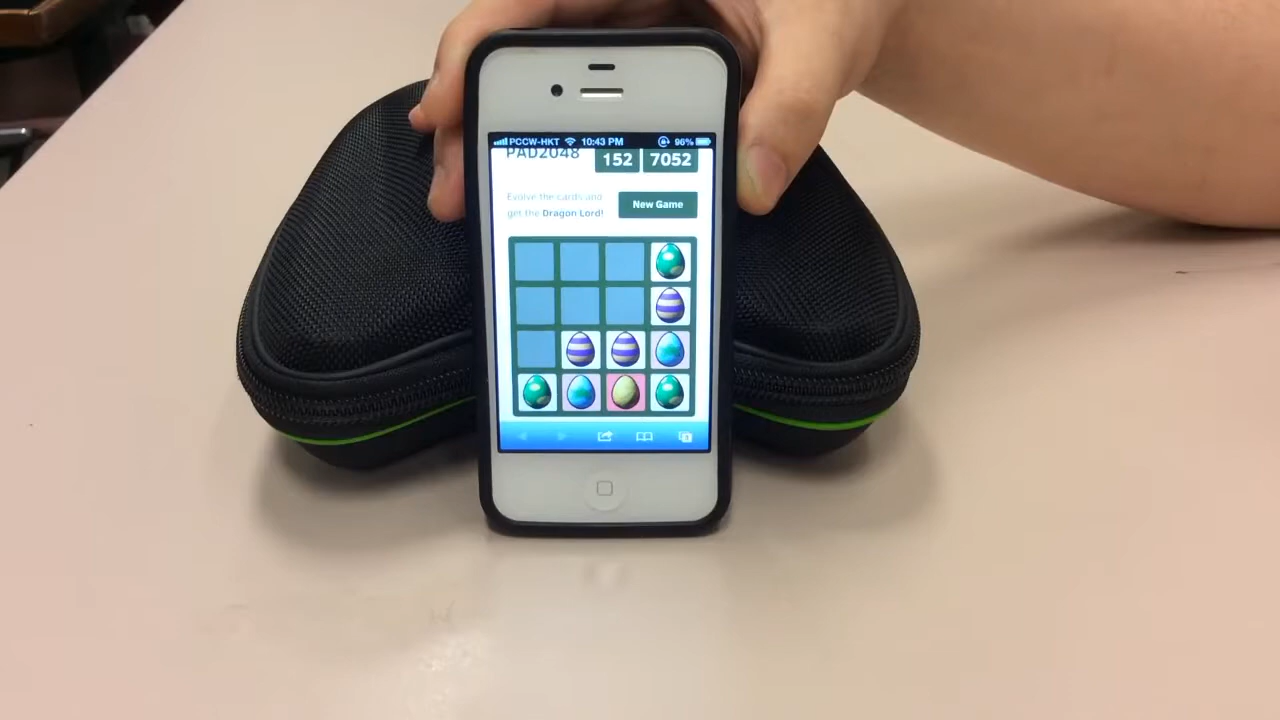 PCCW-HKT 10:43 PM 96%
PAD2048 152 7052
Evolve the cards and
get the Dragon Lord!
New Game